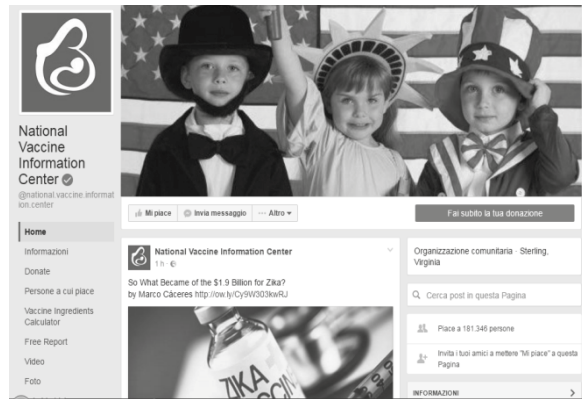 National
Vaccine
Information
Center
@national.vaccine.informat
ion.center
Home
Informazioni
Donate
Persone a cui piace
Vaccine Ingredients
Calculator
Free Report
Video
Foto
Mi piace
Invia messaggio
Altro
Fai subito la tua donazione
National Vaccine Information Center
1 h
So What Became of the $1.9 Billion for Zika?
by Marco Cáceres http://ow.ly/Cy9W303kwRJ
ZIKA
Organizzazione comunitaria · Sterling,
Virginia
Cerca post in questa Pagina
Piace a 181.346 persone
Invita i tuoi amici a mettere "Mi piace" a questa
Pagina
INFORMAZIONI